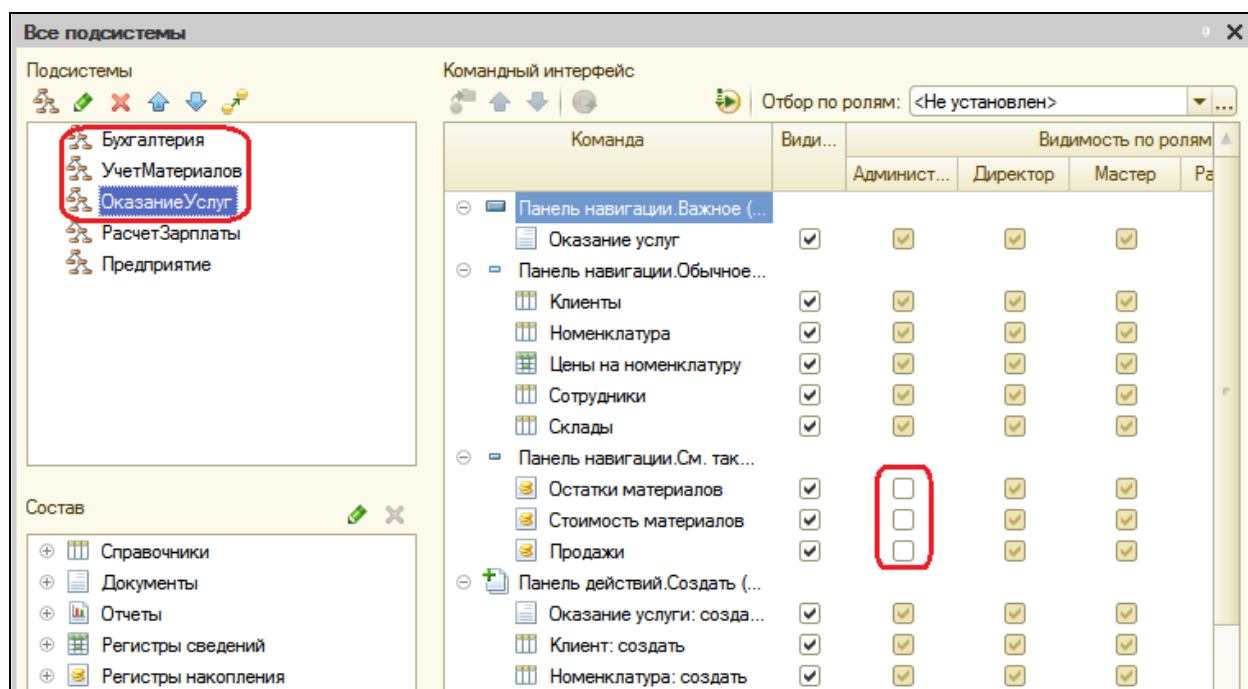 Все подсистемы
Подсистемы
Бухгалтерия
УчетМатериалов
ОказаниеУслуг
РасчетЗарплаты
Предприятие
Состав
Справочники
Документы
Отчеты
Регистры сведений
Регистры накопления
Командный интерфейс
Отбор по ролям: <Не установлен> ...
Команда Види... Видимость по ролям
Админист... Директор Мастер Ра
Панель навигации.Важное (...
Оказание услуг
Панель навигации.Обычное...
Клиенты
Номенклатура
Цены на номенклатуру
Сотрудники
Склады
Панель навигации.См. так...
Остатки материалов
Стоимость материалов
Продажи
Панель действий.Создать (...
Оказание услуги: созда...
Клиент: создать
Номенклатура: создать